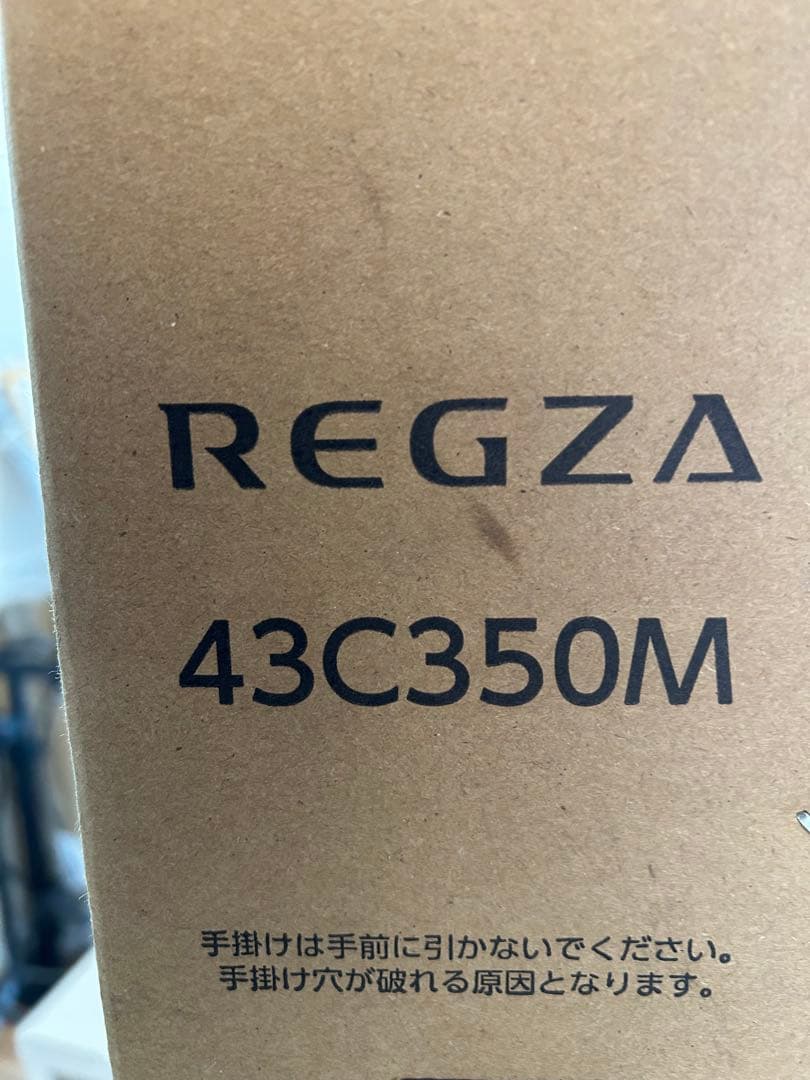 REGZA
43C350M
手掛けは手前に引かないでください。
手掛け穴が破れる原因となります。